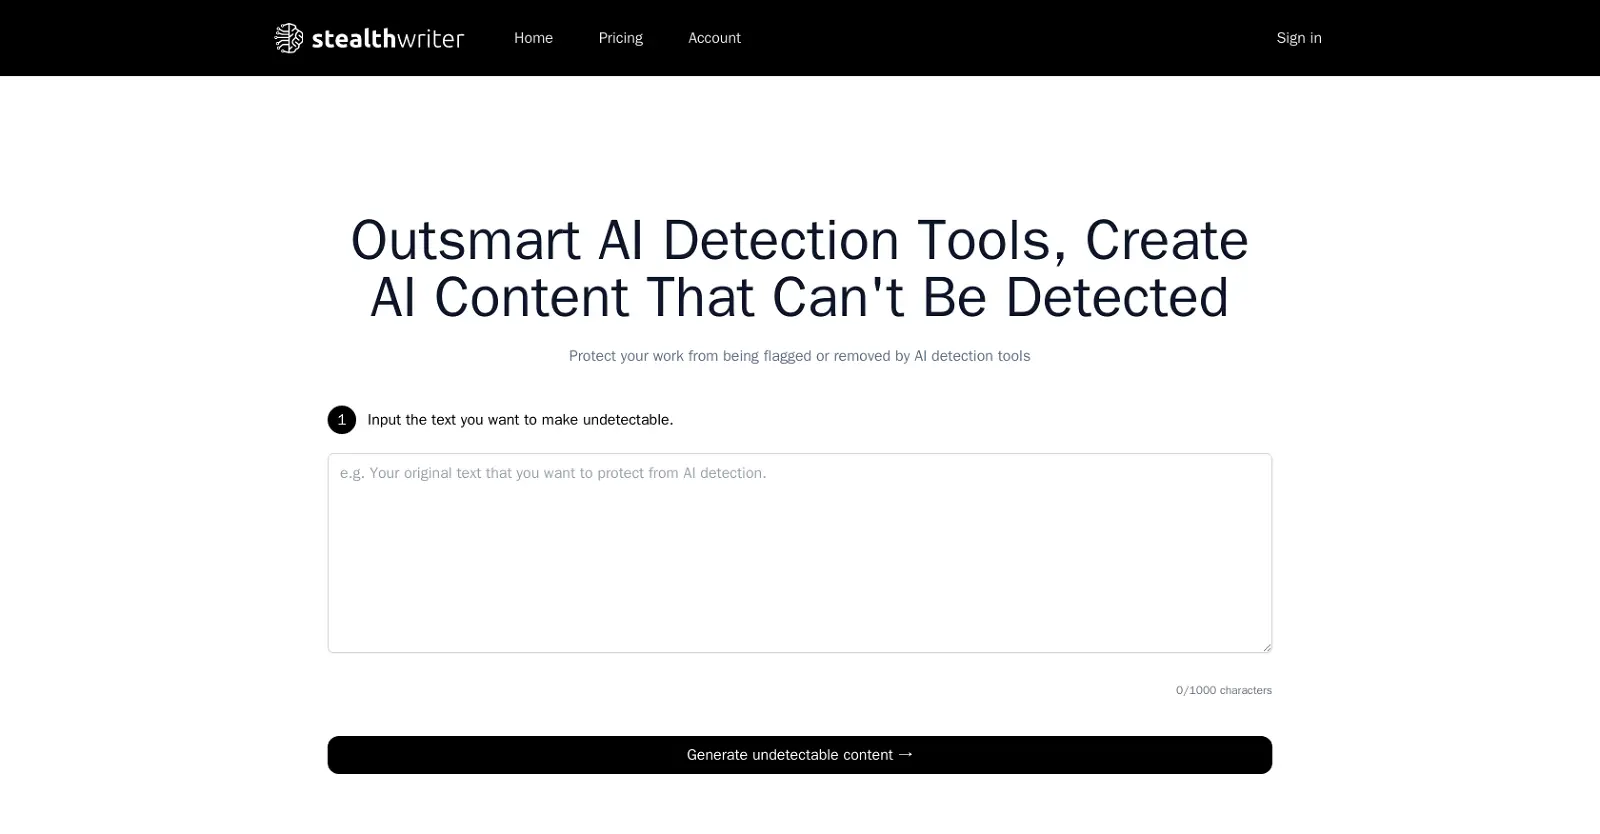 stealthwriter Home Pricing Account Sign in
Outsmart AI Detection Tools, Create
AI Content That Can't Be Detected
Protect your work from being flagged or removed by AI detection tools
1 Input the text you want to make undetectable.
e.g. Your original text that you want to protect from AI detection.
0/1000 characters
Generate undetectable content →